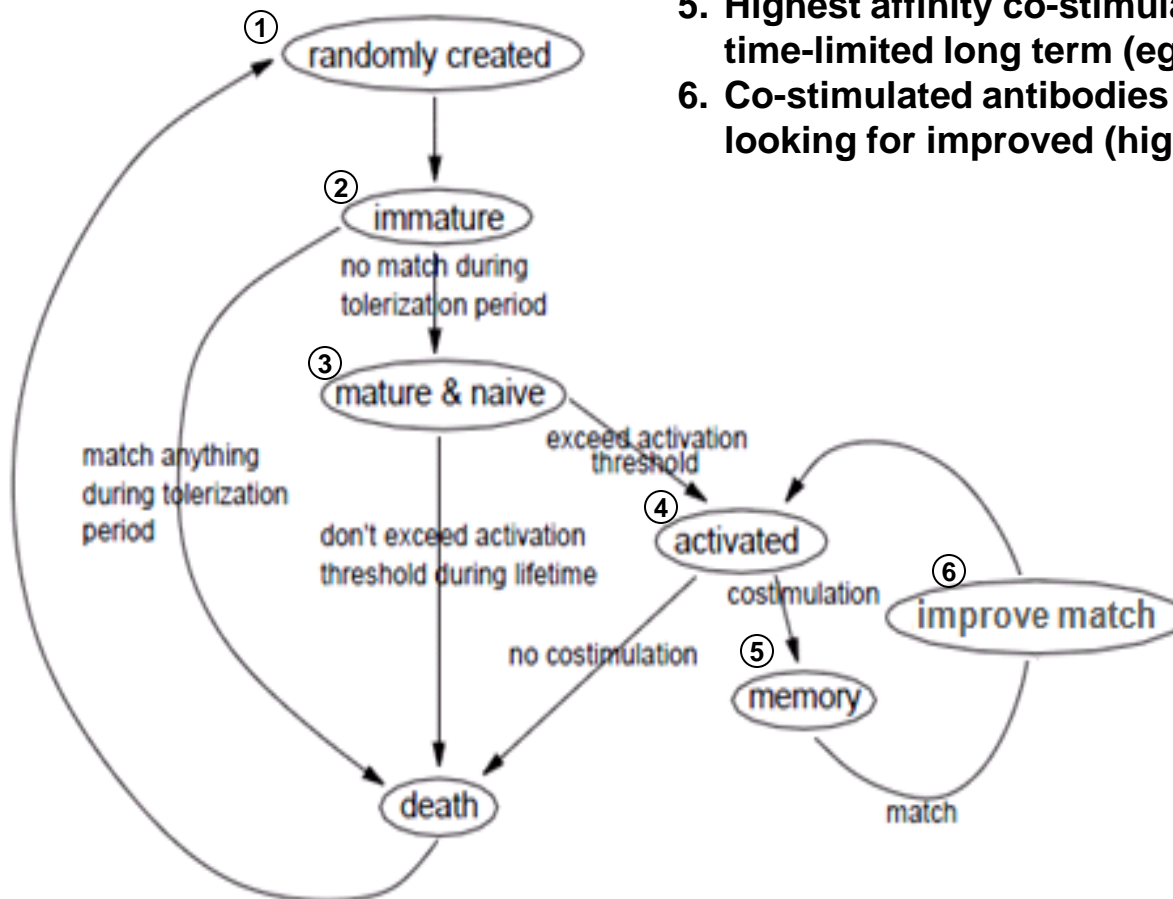 5. Highest affinity co-stimula
time-limited long term (eg
6. Co-stimulated antibodies
looking for improved (hig
1
randomly created
2
immature
no match during
tolerization period
3
mature & naive
exceed activation
threshold
match anything
during tolerization
period
don't exceed activation
threshold during lifetime
4
activated
costimulation
6
improve match
no costimulation
5
memory
death
match